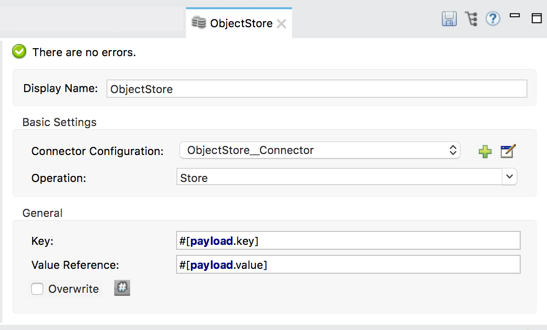 ObjectStore
There are no errors.
Display Name: ObjectStore
Basic Settings
Connector Configuration: ObjectStore__Connector
Operation: Store
General
Key: #[payload.key]
Value Reference: #[payload.value]
Overwrite #